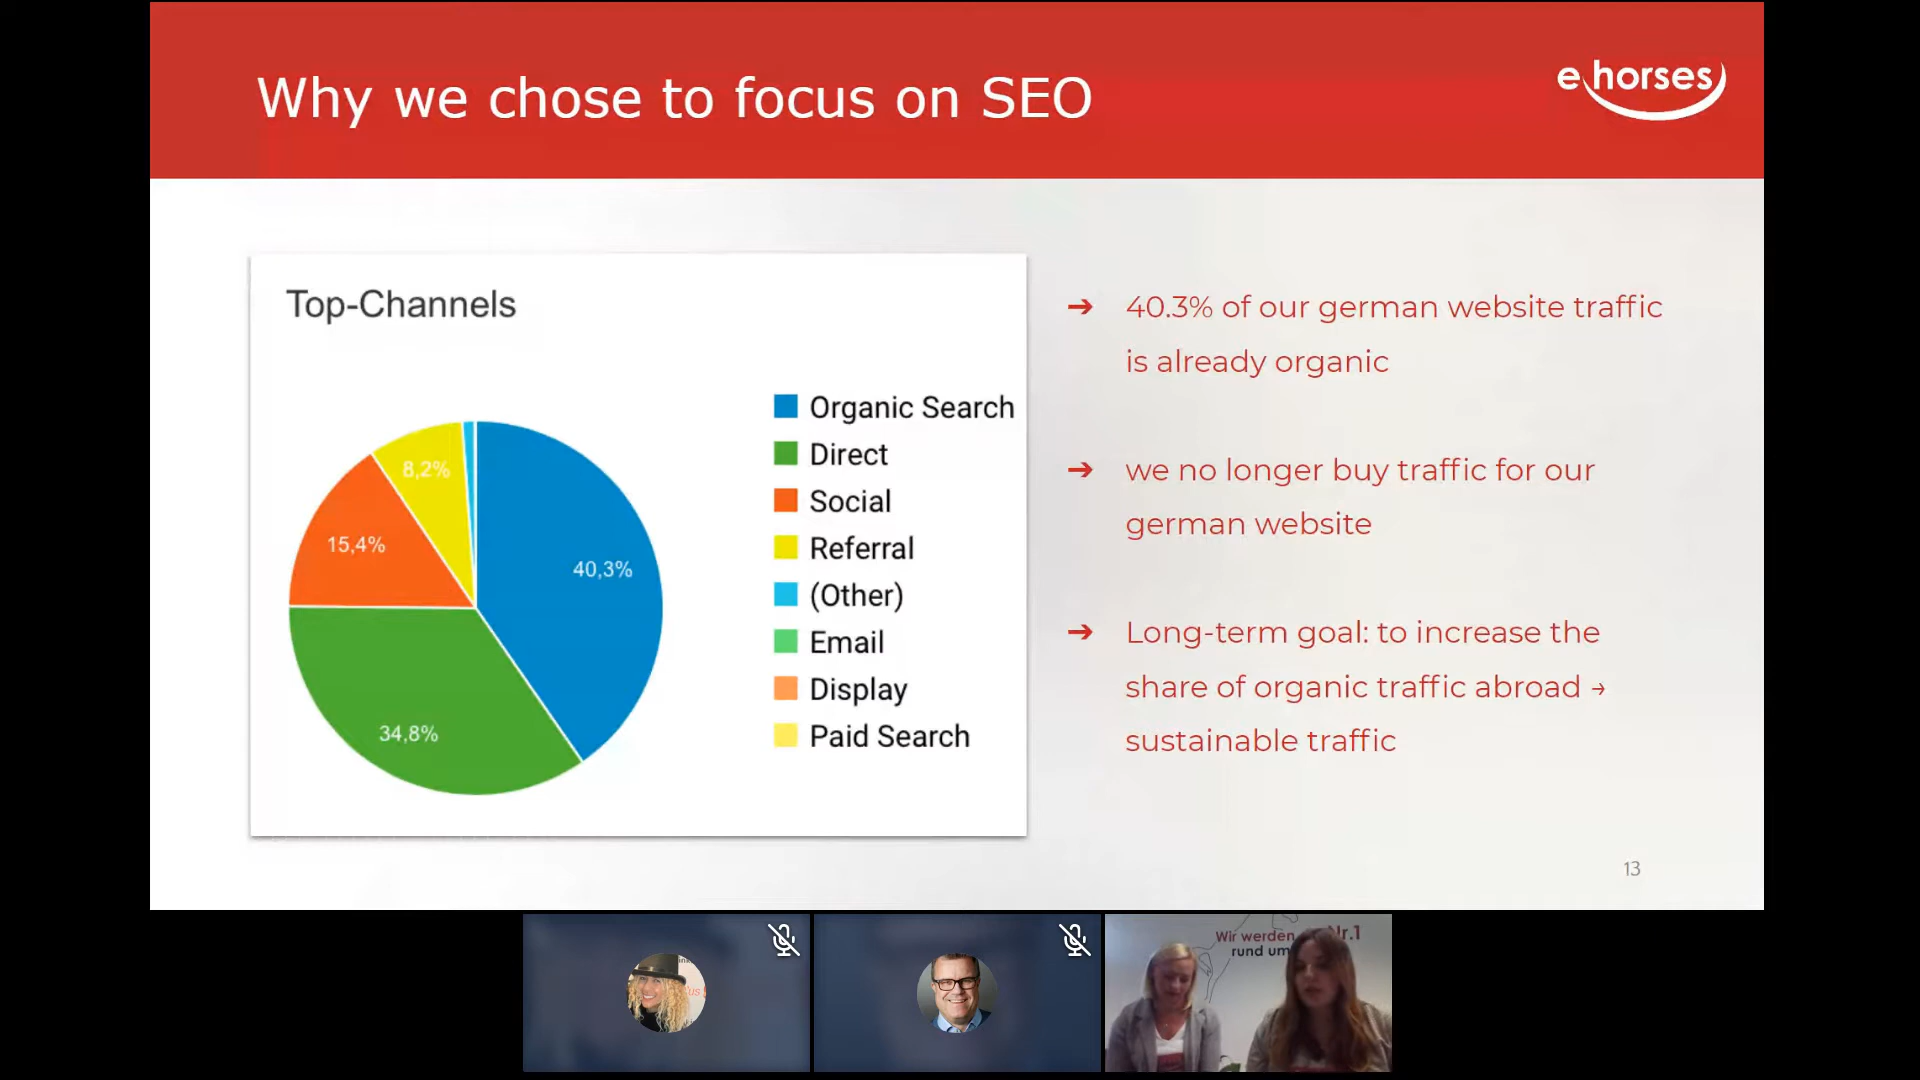 Why we chose to focus on SEO
ehorses
Top-Channels
Organic Search
Direct
Social
Referral
(Other)
Email
Display
Paid Search
8,2%
15,4%
40,3%
34,8%
➔ 40.3% of our german website traffic
is already organic
➔ we no longer buy traffic for our
german website
➔ Long-term goal: to increase the
share of organic traffic abroad →
sustainable traffic
13
Wir werden Nr.1
rund um